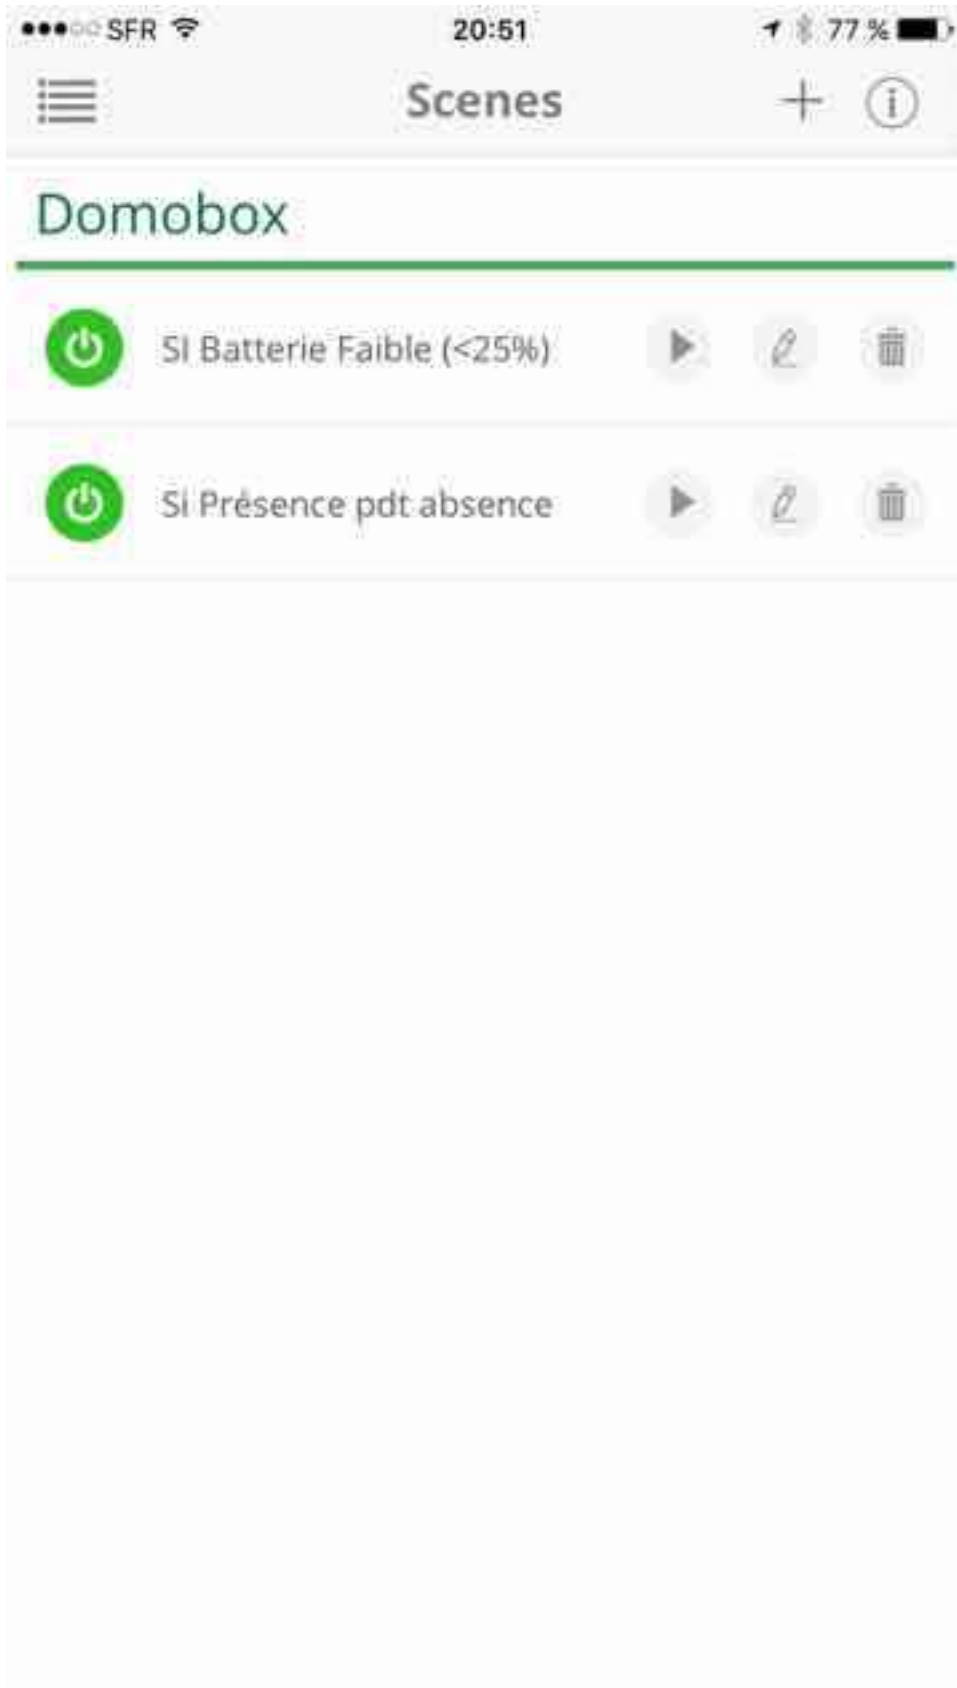 SFR 20:51 77 %
Scenes
Domobox
SI Batterie Faible (<25%)
Si Présence pdt absence